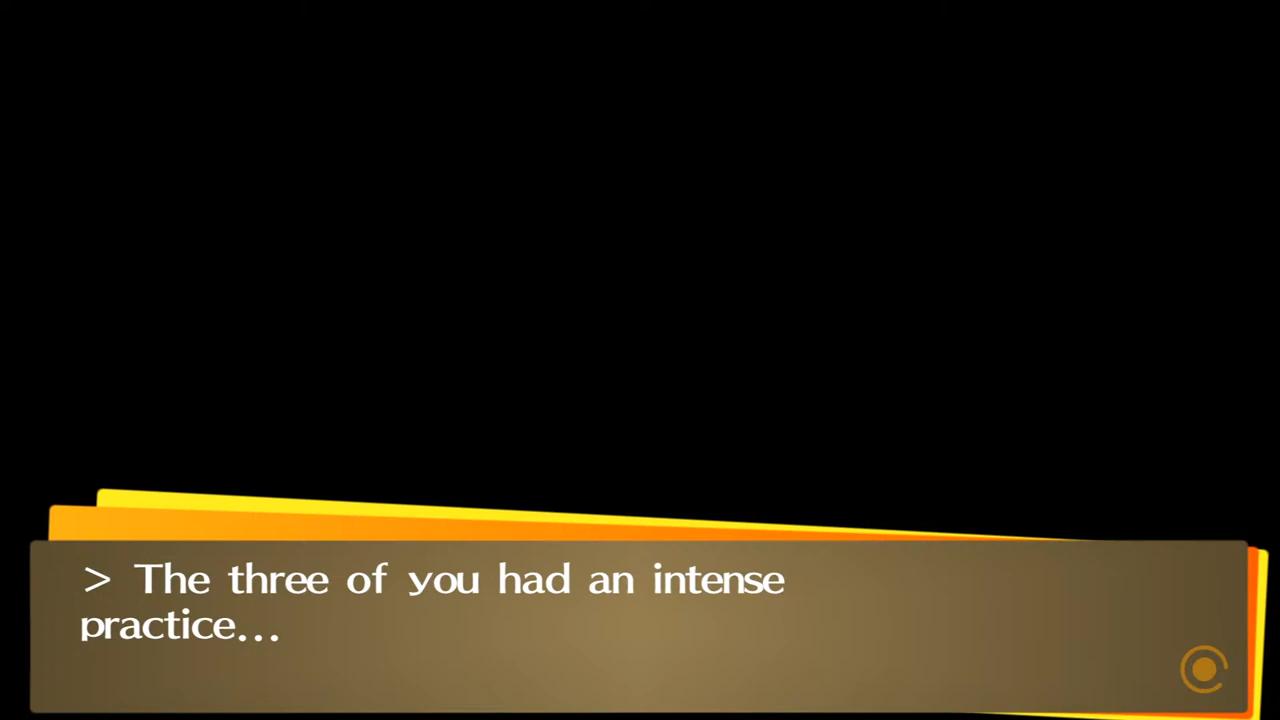 > The three of you had an intense
practice...